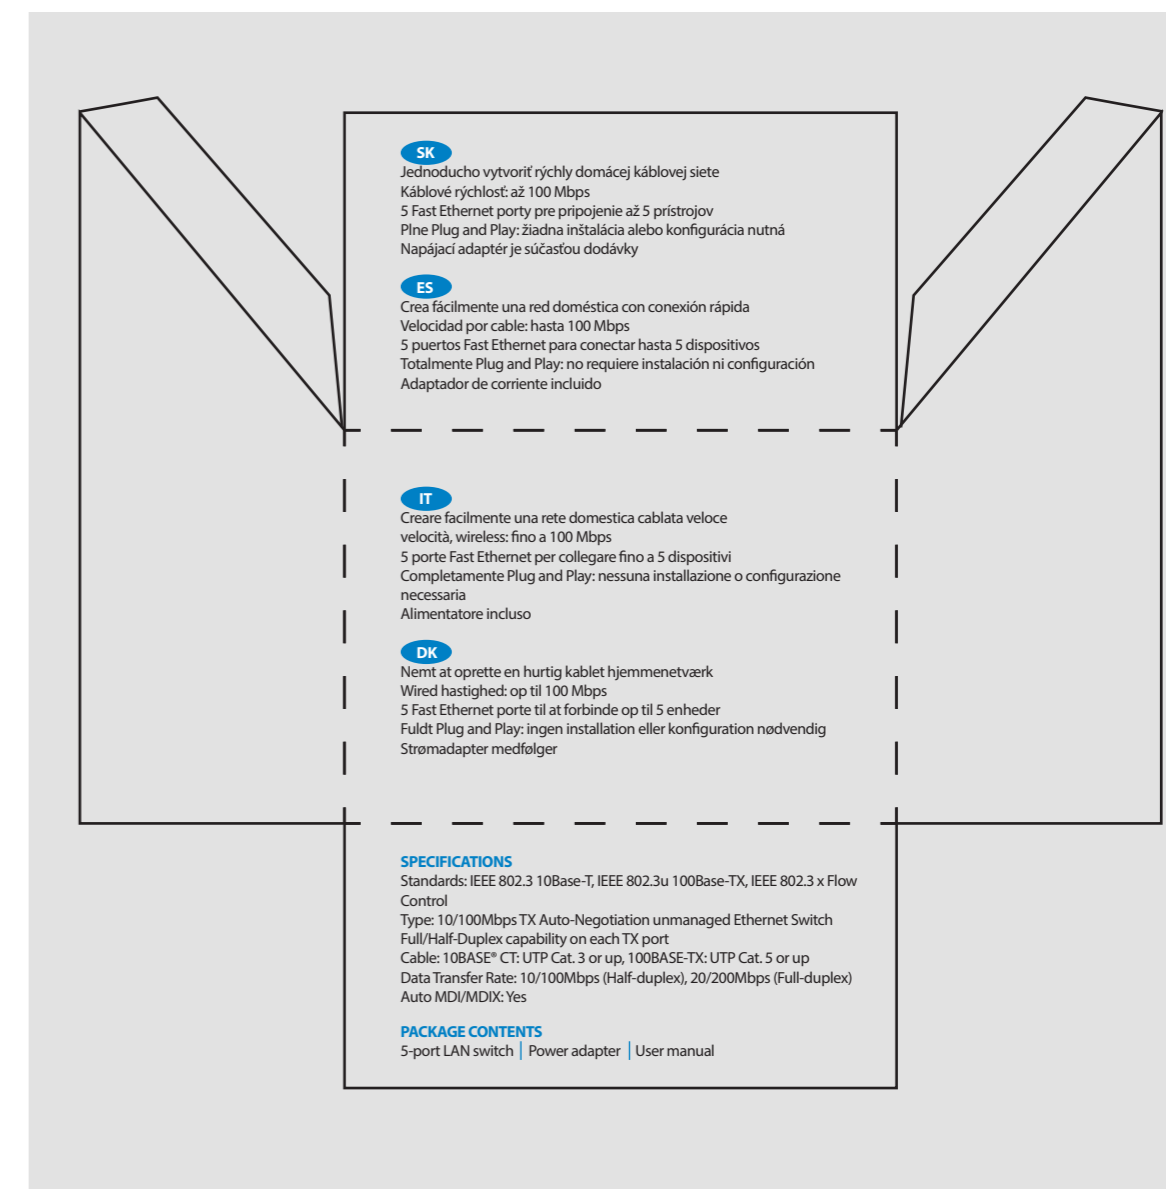 SK
Jednoducho vytvoriť rýchly domácej káblovej siete
Káblové rýchlosť: až 100 Mbps
5 Fast Ethernet porty pre pripojenie až 5 prístrojov
Plne Plug and Play: žiadna inštalácia alebo konfigurácia nutná
Napájací adaptér je súčasťou dodávky
ES
Crea fácilmente una red doméstica con conexión rápida
Velocidad por cable: hasta 100 Mbps
5 puertos Fast Ethernet para conectar hasta 5 dispositivos
Totalmente Plug and Play: no requiere instalación ni configuración
Adaptador de corriente incluido
IT
Creare facilmente una rete domestica cablata veloce
velocità, wireless: fino a 100 Mbps
5 porte Fast Ethernet per collegare fino a 5 dispositivi
Completamente Plug and Play: nessuna installazione o configurazione
necessaria
Alimentatore incluso
DK
Nemt at oprette en hurtig kablet hjemmenetværk
Wired hastighed: op til 100 Mbps
5 Fast Ethernet porte til at forbinde op til 5 enheder
Fuldt Plug and Play: ingen installation eller konfiguration nødvendig
Strømadapter medfølger
SPECIFICATIONS
Standards: IEEE 802.3 10Base-T, IEEE 802.3u 100Base-TX, IEEE 802.3 x Flow
Control
Type: 10/100Mbps TX Auto-Negotiation unmanaged Ethernet Switch
Full/Half-Duplex capability on each TX port
Cable: 10BASE® CT: UTP Cat. 3 or up, 100BASE-TX: UTP Cat. 5 or up
Data Transfer Rate: 10/100Mbps (Half-duplex), 20/200Mbps (Full-duplex)
Auto MDI/MDIX: Yes
PACKAGE CONTENTS
5-port LAN switch | Power adapter | User manual